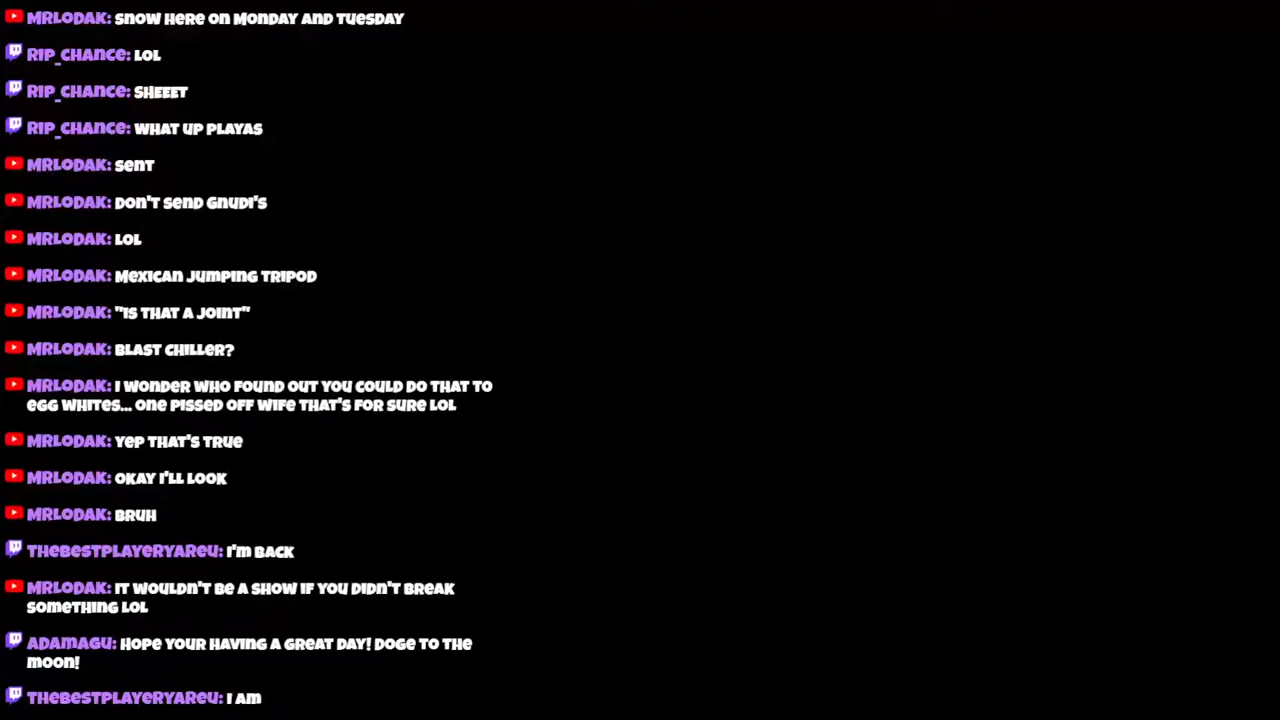 MRLODAK: SNOW HERE ON MONDAY AND TUESDAY
RIP_CHANCE: LOL
RIP_CHANCE: SHEEET
RIP_CHANCE: WHAT UP PLAYAS
MRLODAK: SENT
MRLODAK: DON'T SEND GNUDI'S
MRLODAK: LOL
MRLODAK: MEXICAN JUMPING TRIPOD
MRLODAK: "IS THAT A JOINT"
MRLODAK: BLAST CHILLER?
MRLODAK: I WONDER WHO FOUND OUT YOU COULD DO THAT TO
EGG WHITES... ONE PISSED OFF WIFE THAT'S FOR SURE LOL
MRLODAK: YEP THAT'S TRUE
MRLODAK: OKAY I'LL LOOK
MRLODAK: BRUH
THEBESTPLAYERYAREU: I'M BACK
MRLODAK: IT WOULDN'T BE A SHOW IF YOU DIDN'T BREAK
SOMETHING LOL
ADAMAGU: HOPE YOUR HAVING A GREAT DAY! DOGE TO THE
MOON!
THEBESTPLAYERYAREU: I AM